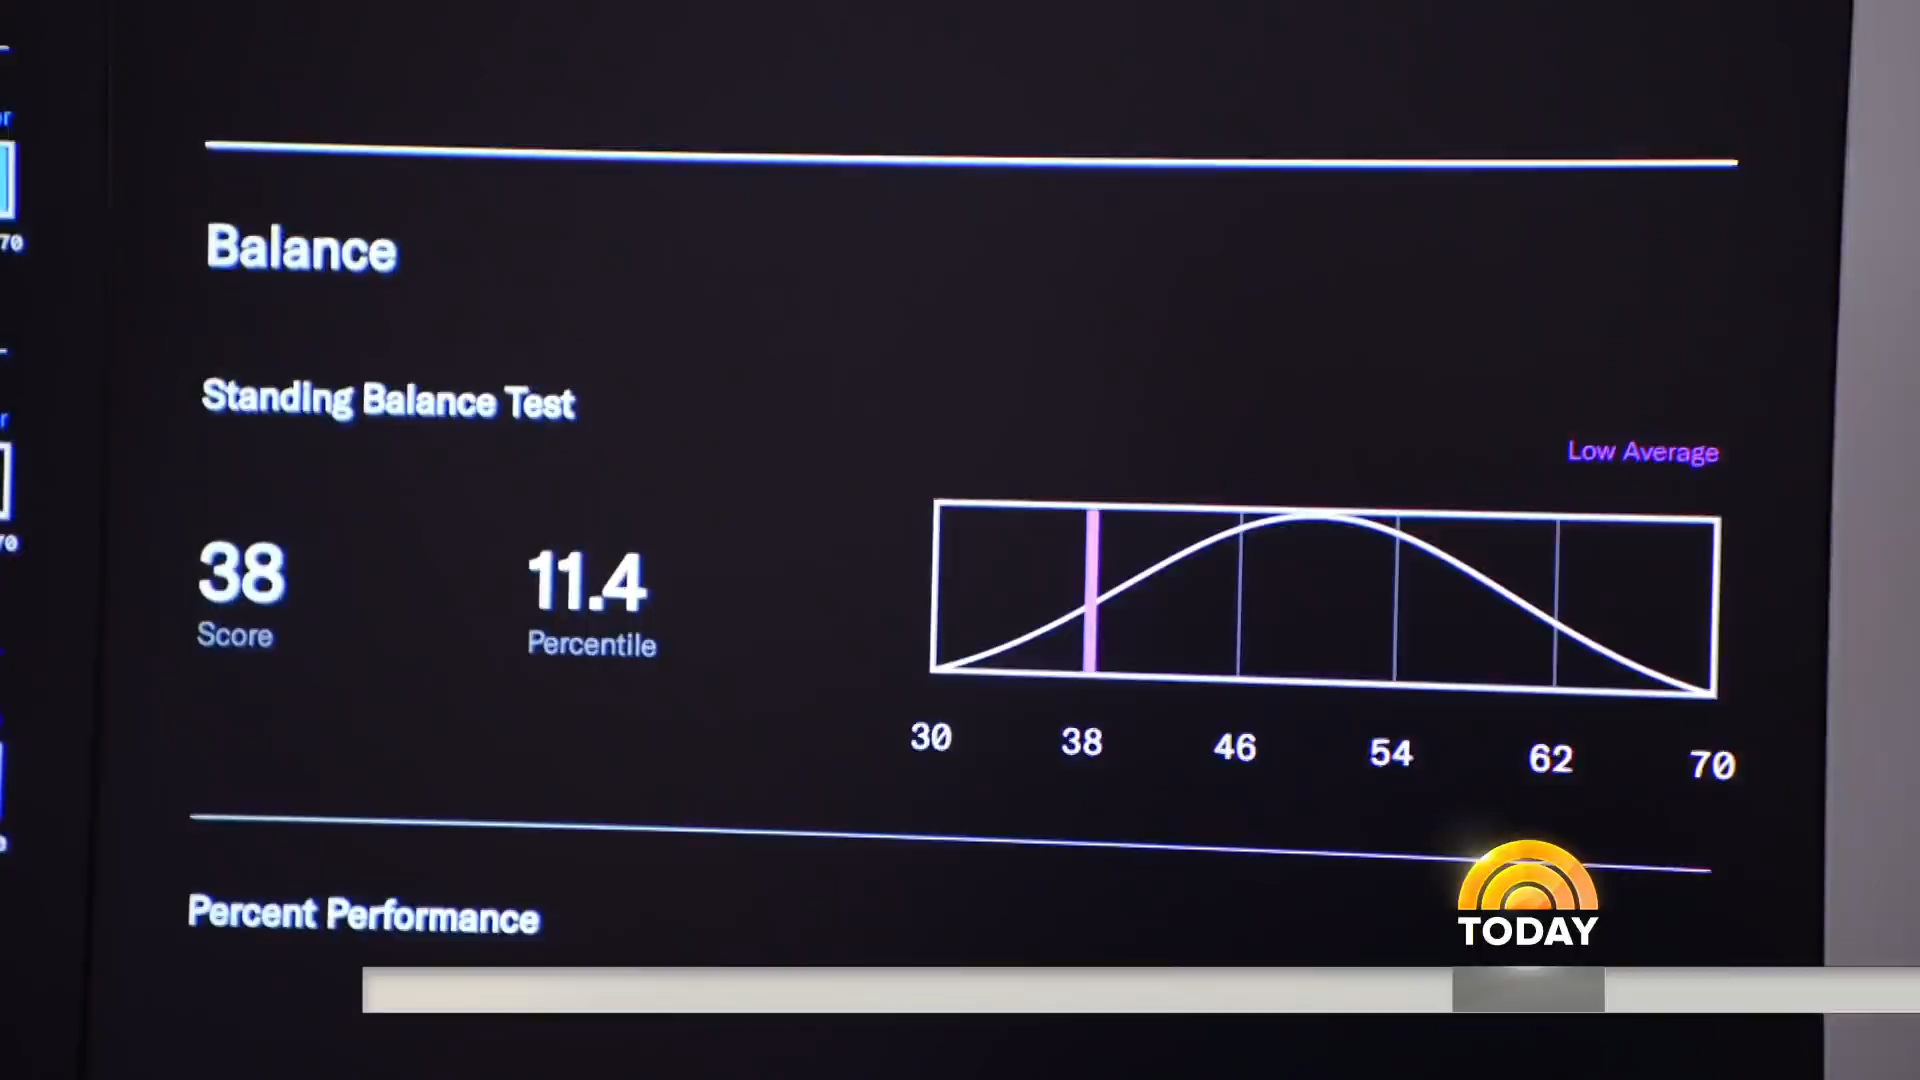 Balance
Standing Balance Test
Low Average
38
Score
11.4
Percentile
30 38 46 54 62 70
Percent Performance
TODAY
70